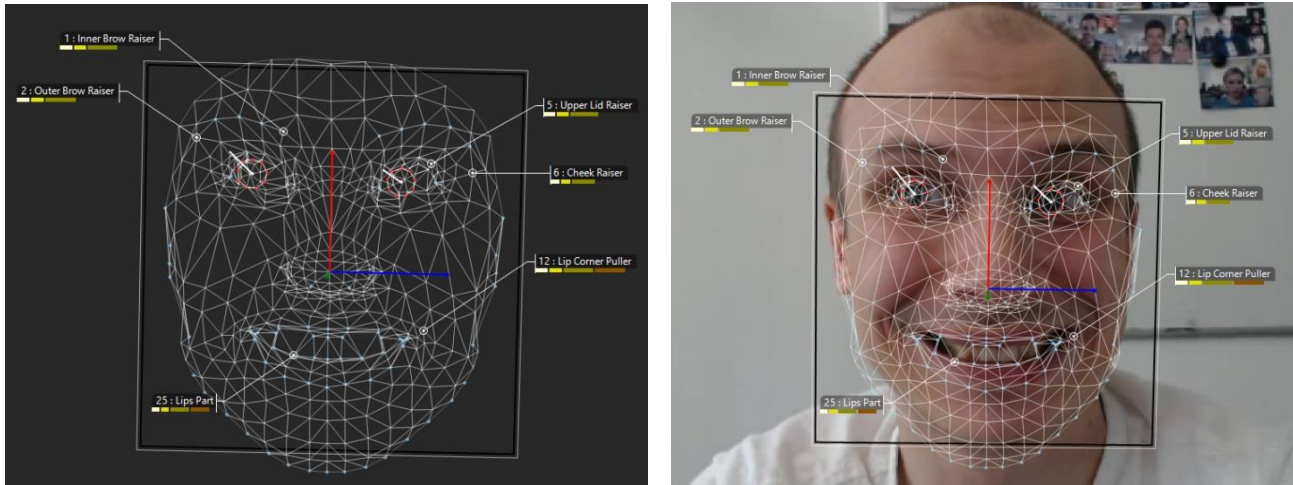 1 : Inner Brow Raiser
2 : Outer Brow Raiser
5 : Upper Lid Raiser
6 : Cheek Raiser
12 : Lip Corner Puller
25 : Lips Part
1 : Inner Brow Raiser
2 : Outer Brow Raiser
5 : Upper Lid Raiser
6 : Cheek Raiser
12 : Lip Corner Puller
25 : Lips Part